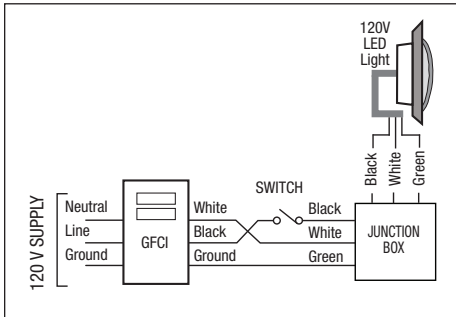 120V
LED
Light
Black
White
Green
120 V SUPPLY
Neutral
Line
Ground
GFCI
White
Black
Ground
SWITCH
Black
White
Green
JUNCTION
BOX